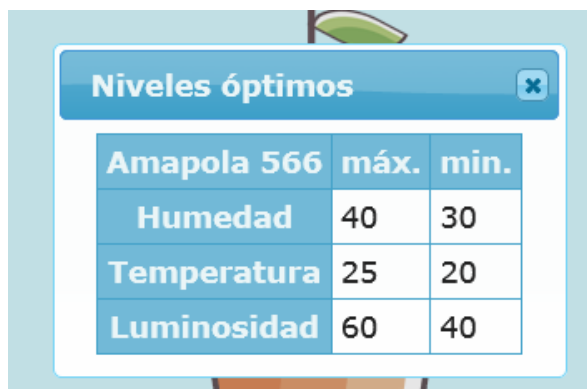 Niveles óptimos
Amapola 566 máx. min.
Humedad 40 30
Temperatura 25 20
Luminosidad 60 40